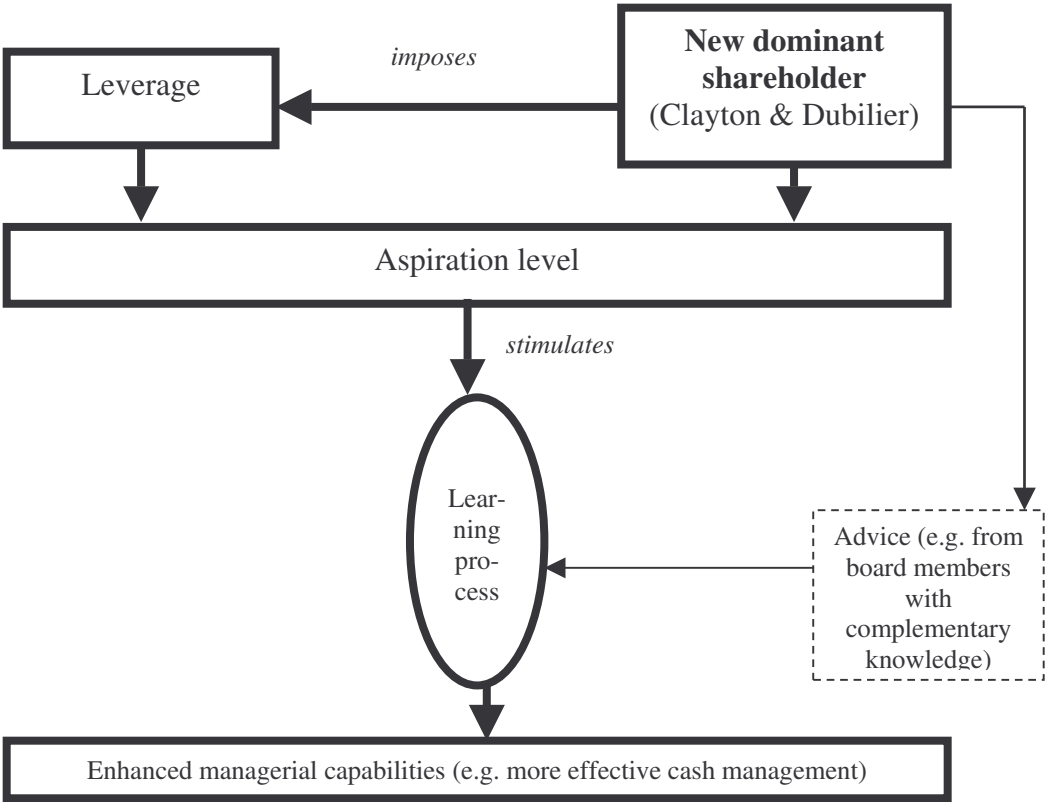 imposes
New dominant
shareholder
(Clayton & Dubilier)
Leverage
Aspiration level
stimulates
Lear-
ning
pro-
cess
Advice (e.g. from
board members
with
complementary
knowledge)
Enhanced managerial capabilities (e.g. more effective cash management)